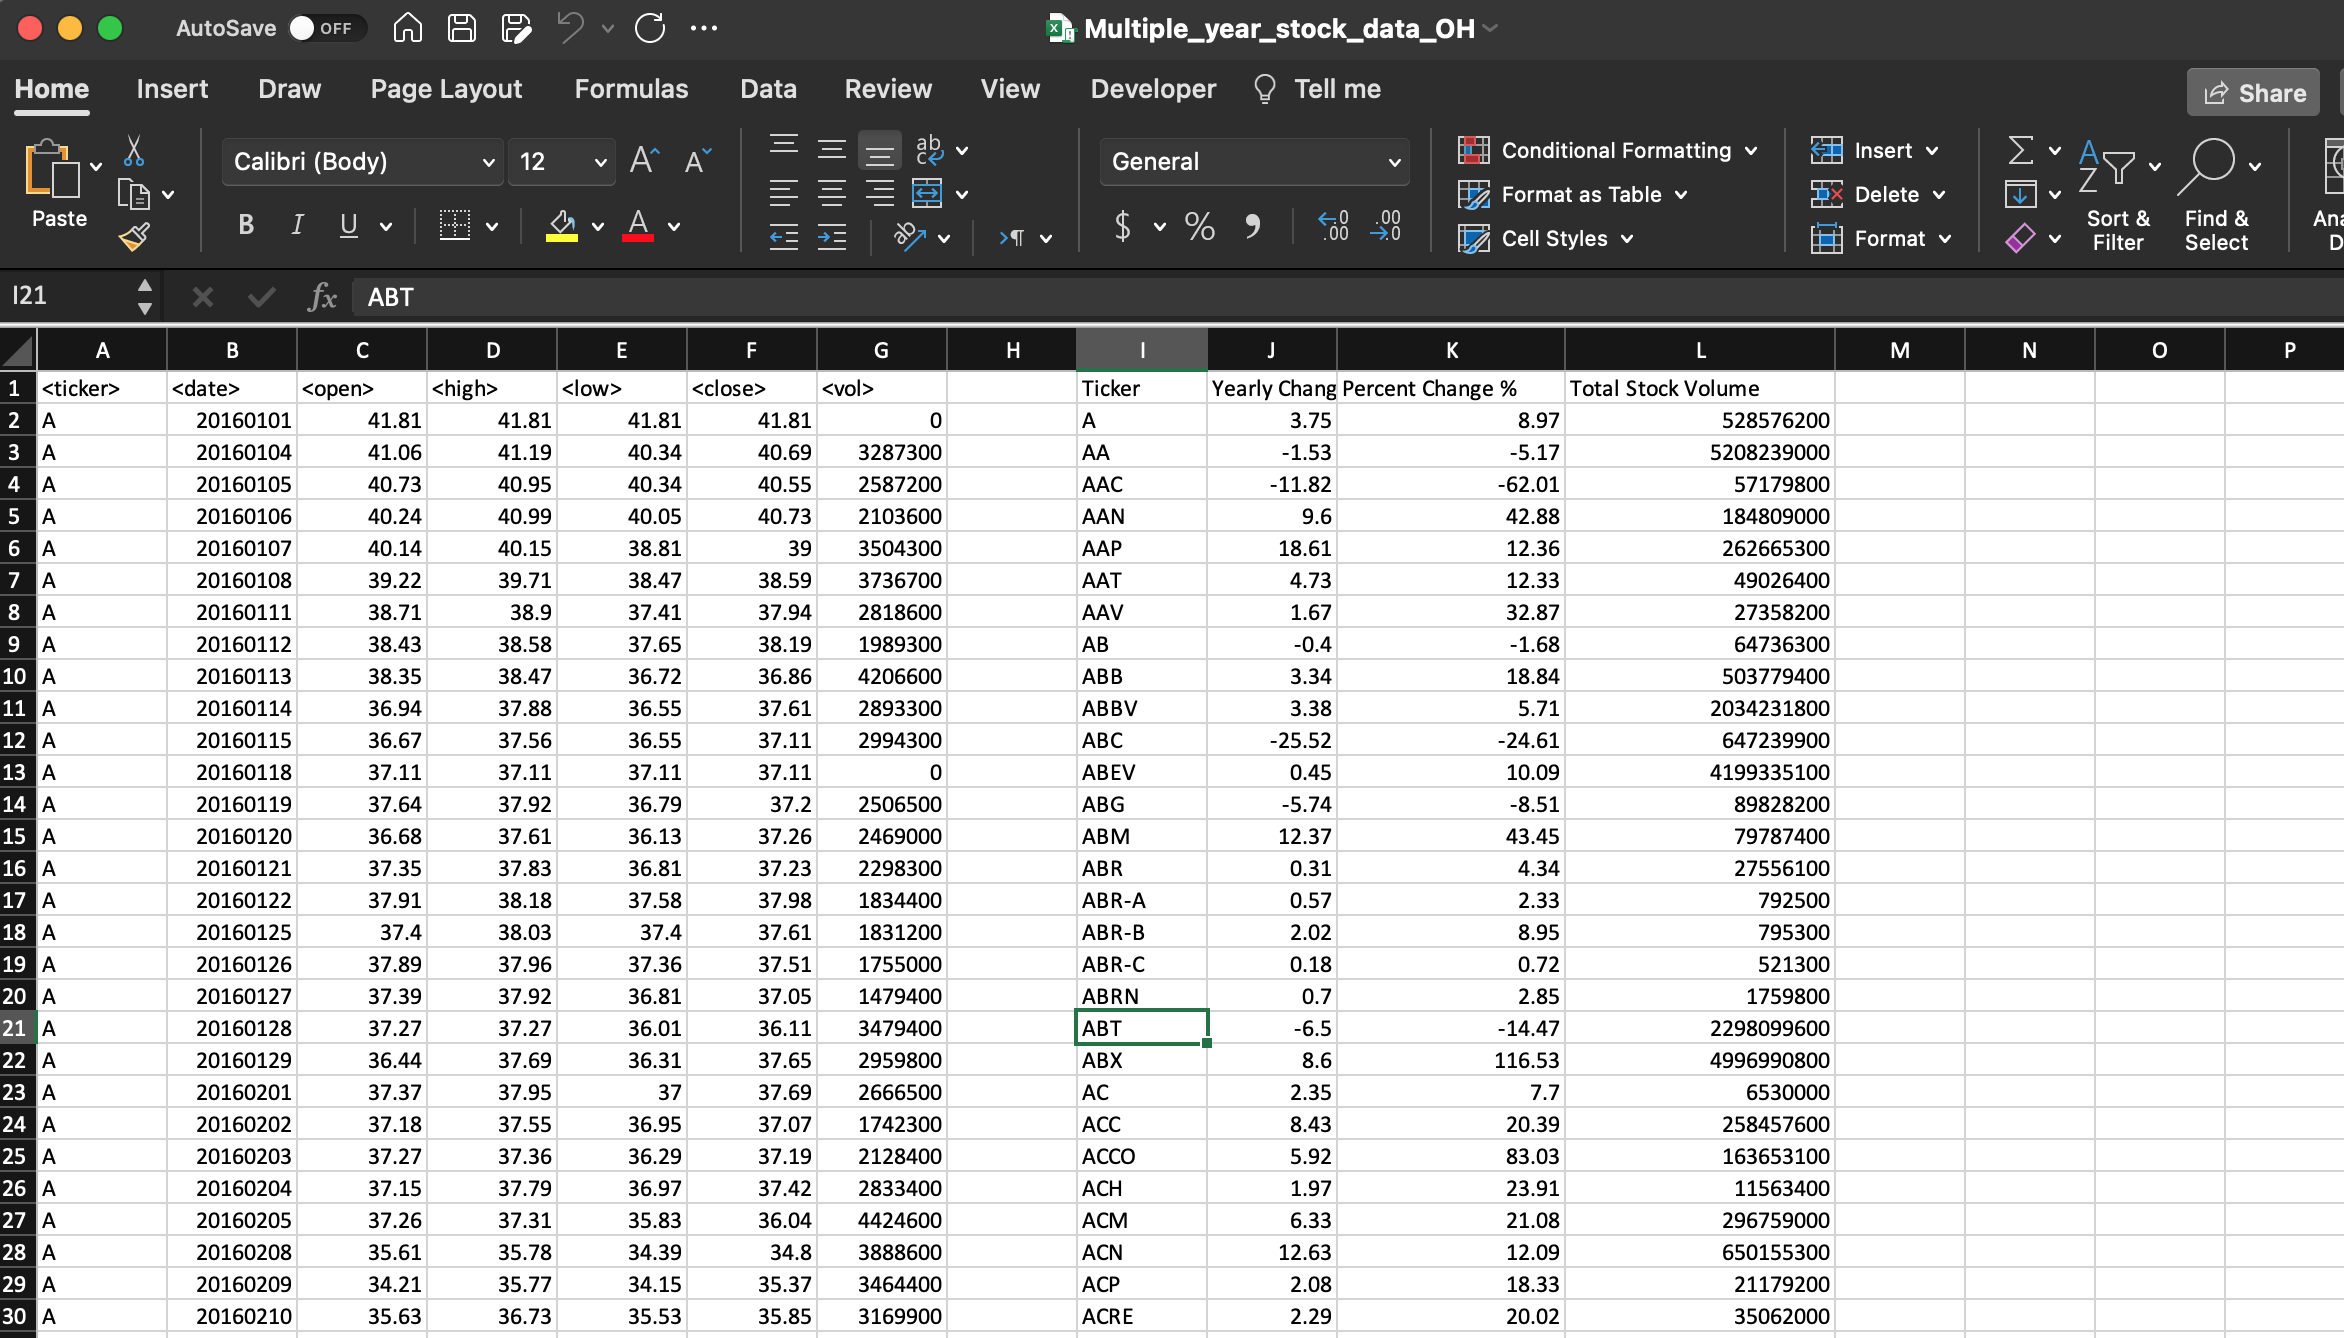 AutoSave OFF Multiple_year_stock_data_OH
Home Insert Draw Page Layout Formulas Data Review View Developer Tell me Share
Paste Calibri (Body) 12 A A ab c General Conditional Formatting Insert
Format as Table Delete
B I U A $ % .0 .00 .00 .0 Cell Styles Format Sort & Filter Find & Select
I21 fx ABT
A B C D E F G H I J K L M N O P
1 <ticker> <date> <open> <high> <low> <close> <vol> Ticker Yearly Chang Percent Change % Total Stock Volume
2 A 20160101 41.81 41.81 41.81 41.81 0 A 3.75 8.97 528576200
3 A 20160104 41.06 41.19 40.34 40.69 3287300 AA -1.53 -5.17 5208239000
4 A 20160105 40.73 40.95 40.34 40.55 2587200 AAC -11.82 -62.01 57179800
5 A 20160106 40.24 40.99 40.05 40.73 2103600 AAN 9.6 42.88 184809000
6 A 20160107 40.14 40.15 38.81 39 3504300 AAP 18.61 12.36 262665300
7 A 20160108 39.22 39.71 38.47 38.59 3736700 AAT 4.73 12.33 49026400
8 A 20160111 38.71 38.9 37.41 37.94 2818600 AAV 1.67 32.87 27358200
9 A 20160112 38.43 38.58 37.65 38.19 1989300 AB -0.4 -1.68 64736300
10 A 20160113 38.35 38.47 36.72 36.86 4206600 ABB 3.34 18.84 503779400
11 A 20160114 36.94 37.88 36.55 37.61 2893300 ABBV 3.38 5.71 2034231800
12 A 20160115 36.67 37.56 36.55 37.11 2994300 ABC -25.52 -24.61 647239900
13 A 20160118 37.11 37.11 37.11 37.11 0 ABEV 0.45 10.09 4199335100
14 A 20160119 37.64 37.92 36.79 37.2 2506500 ABG -5.74 -8.51 89828200
15 A 20160120 36.68 37.61 36.13 37.26 2469000 ABM 12.37 43.45 79787400
16 A 20160121 37.35 37.83 36.81 37.23 2298300 ABR 0.31 4.34 27556100
17 A 20160122 37.91 38.18 37.58 37.98 1834400 ABR-A 0.57 2.33 792500
18 A 20160125 37.4 38.03 37.4 37.61 1831200 ABR-B 2.02 8.95 795300
19 A 20160126 37.89 37.96 37.36 37.51 1755000 ABR-C 0.18 0.72 521300
20 A 20160127 37.39 37.92 36.81 37.05 1479400 ABRN 0.7 2.85 1759800
21 A 20160128 37.27 37.27 36.01 36.11 3479400 ABT -6.5 -14.47 2298099600
22 A 20160129 36.44 37.69 36.31 37.65 2959800 ABX 8.6 116.53 4996990800
23 A 20160201 37.37 37.95 37 37.69 2666500 AC 2.35 7.7 6530000
24 A 20160202 37.18 37.55 36.95 37.07 1742300 ACC 8.43 20.39 258457600
25 A 20160203 37.27 37.36 36.29 37.19 2128400 ACCO 5.92 83.03 163653100
26 A 20160204 37.15 37.79 36.97 37.42 2833400 ACH 1.97 23.91 11563400
27 A 20160205 37.26 37.31 35.83 36.04 4424600 ACM 6.33 21.08 296759000
28 A 20160208 35.61 35.78 34.39 34.8 3888600 ACN 12.63 12.09 650155300
29 A 20160209 34.21 35.77 34.15 35.37 3464400 ACP 2.08 18.33 21179200
30 A 20160210 35.63 36.73 35.53 35.85 3169900 ACRE 2.29 20.02 35062000